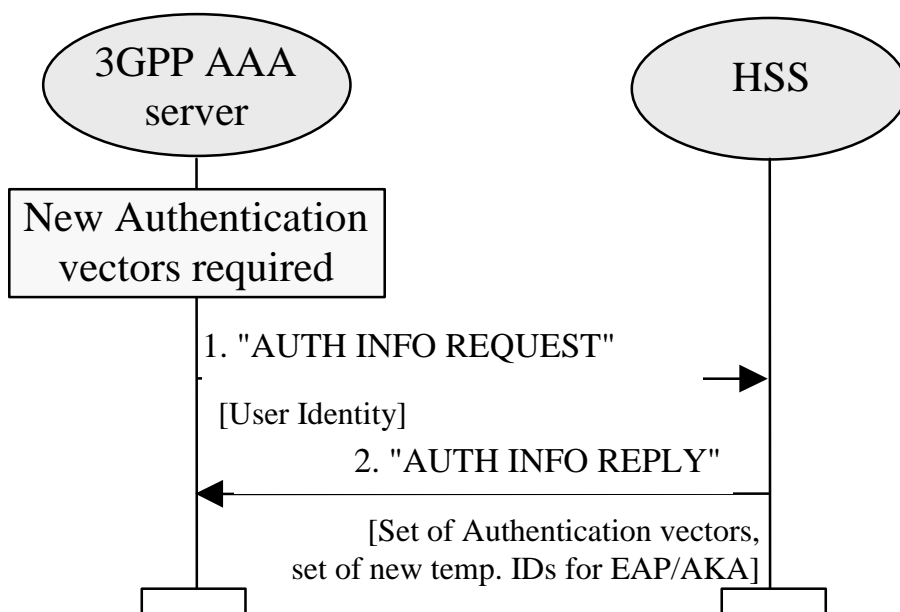 3GPP AAA
server
HSS
New Authentication
vectors required
1. "AUTH INFO REQUEST"
[User Identity]
2. "AUTH INFO REPLY"
[Set of Authentication vectors,
set of new temp. IDs for EAP/AKA]